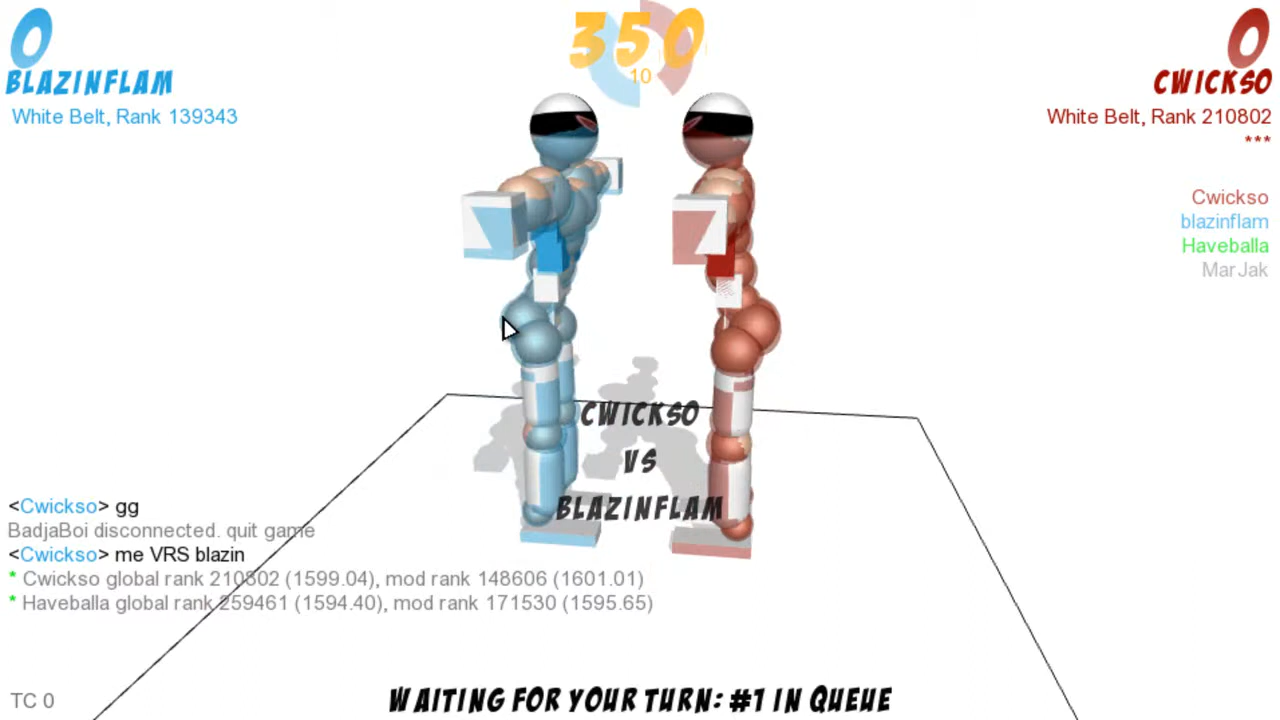 0
BLAZINFLAM
White Belt, Rank 139343
350
10
0
CWICKSO
White Belt, Rank 210802
***
Cwickso
blazinflam
Haveballa
MarJak
CWICKSO
VS
BLAZINFLAM
<Cwickso> gg
BadjaBoi disconnected. quit game
<Cwickso> me VRS blazin
* Cwickso global rank 210802 (1599.04), mod rank 148606 (1601.01)
* Haveballa global rank 259461 (1594.40), mod rank 171530 (1595.65)
TC 0
WAITING FOR YOUR TURN: #1 IN QUEUE